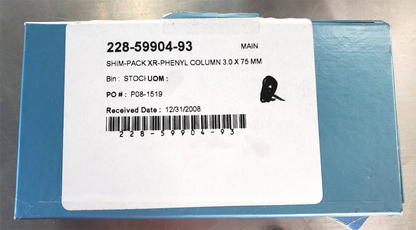 228-59904-93 MAIN
SHIM-PACK XR-PHENYL COLUMN 3.0 X 75 MM
Bin : STOCI UOM :
PO # : P08-1519
Received Date : 12/31/2008
228-59904-93